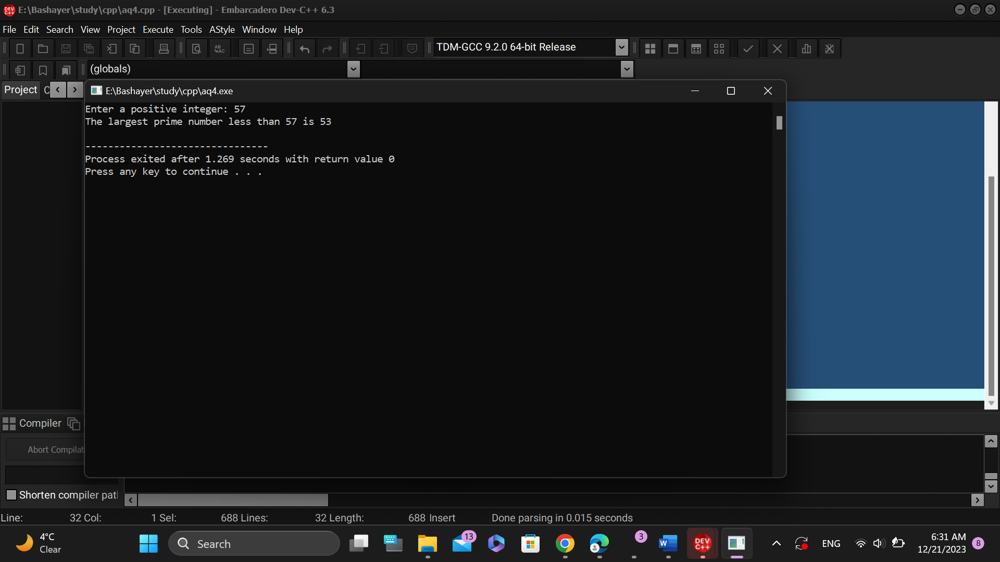 E:\Bashayer\study\cpp\aq4.cpp - [Executing] - Embarcadero Dev-C++ 6.3
File Edit Search View Project Execute Tools AStyle Window Help
TDM-GCC 9.2.0 64-bit Release
(globals)
Project
E:\Bashayer\study\cpp\aq4.exe
Enter a positive integer: 57
The largest prime number less than 57 is 53
--------------------------------
Process exited after 1.269 seconds with return value 0
Press any key to continue . . .
Compiler
Abort Compilati
Shorten compiler pat
Line: 32 Col: 1 Sel: 688 Lines: 32 Length: 688 Insert Done parsing in 0.015 seconds
4°C
Clear
Search
13
3
W
DEV C++
ENG
6:31 AM
12/21/2023
8